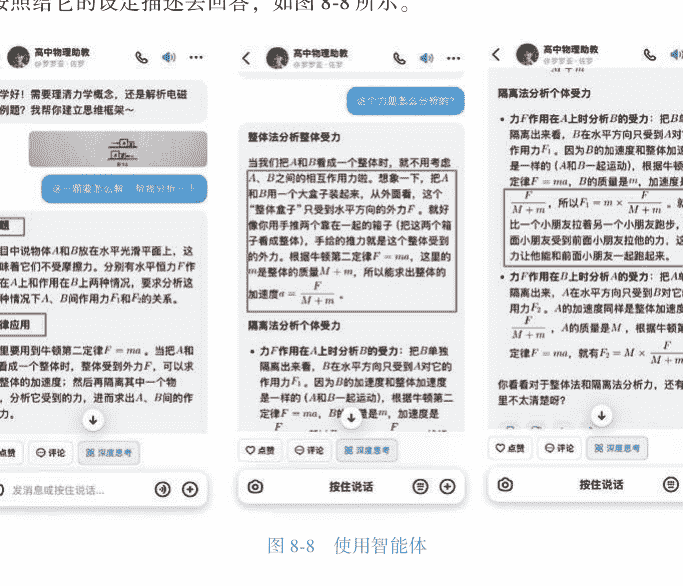 按照给它的设定描述去回答，如图 8-8 所示。
高中物理助教
学好！需要理清力学概念，还是解析电磁
例题？我帮你建立思维框架～
题
目中说物体A和B放在水平光滑平面上，这
味着它们不受摩擦力。分别有水平恒力F作
在A上和作用在B上两种情况，要求分析这
种情况下A、B间作用力F₁和F₂的关系。
律应用
里要用到牛顿第二定律F = ma 。当把A和
看成一个整体时，整体受到外力F，可以求
整体的加速度；然后再隔离其中一个物
，分析它受到的力，进而求出A、B间的作
力。
点赞
评论
深度思考
发消息或按住说话...
高中物理助教
整体法分析整体受力
当我们把A和B看成一个整体时，就不用考虑
A、B之间的相互作用力啦。想象一下，把A
和B用一个大盒子装起来，从外面看，这个
“整体盒子”只受到水平方向的外力F 。就好
像你用手推两个靠在一起的箱子(把这两个箱
子看成整体)，手给的推力就是这个整体受到
的外力。根据牛顿第二定律F = ma，这里的
m是整体的质量M + m，所以能求出整体的
加速度a = F/(M + m) 。
隔离法分析个体受力
• 力F作用在A上时分析B的受力：把B单独
隔离出来看，B在水平方向只受到A对它的
作用力F₁。因为B的加速度和整体加速度
是一样的 (A和B一起运动)，根据牛顿第二
定律F = ma，B的质量是m，加速度是
点赞
评论
深度思考
按住说话
高中物理助教
隔离法分析个体受力
• 力F作用在A上时分析B的受力：把B单
隔离出来看，B在水平方向只受到A对
作用力F₁。因为B的加速度和整体加速
是一样的 (A和B一起运动)，根据牛顿
定律F = ma，B的质量是m，加速度
F/(M + m) ，所以F₁ = m × F/(M + m) 。就
比一个小朋友拉着另一个小朋友跑步，
面小朋友受到前面小朋友拉他的力，这
力让他能和前面小朋友一起跑起来。
• 力F作用在B上时分析A的受力：把A单
隔离出来，A在水平方向只受到B对它
用力F₂。A的加速度同样是整体加速度
F/(M + m) ，A的质量是M，根据牛顿第
定律F = ma，就有F₂ = M × F/(M + m)
你看看对于整体法和隔离法分析力，还有
里不太清楚呀？
点赞
评论
深度思考
按住说话
图 8-8 使用智能体